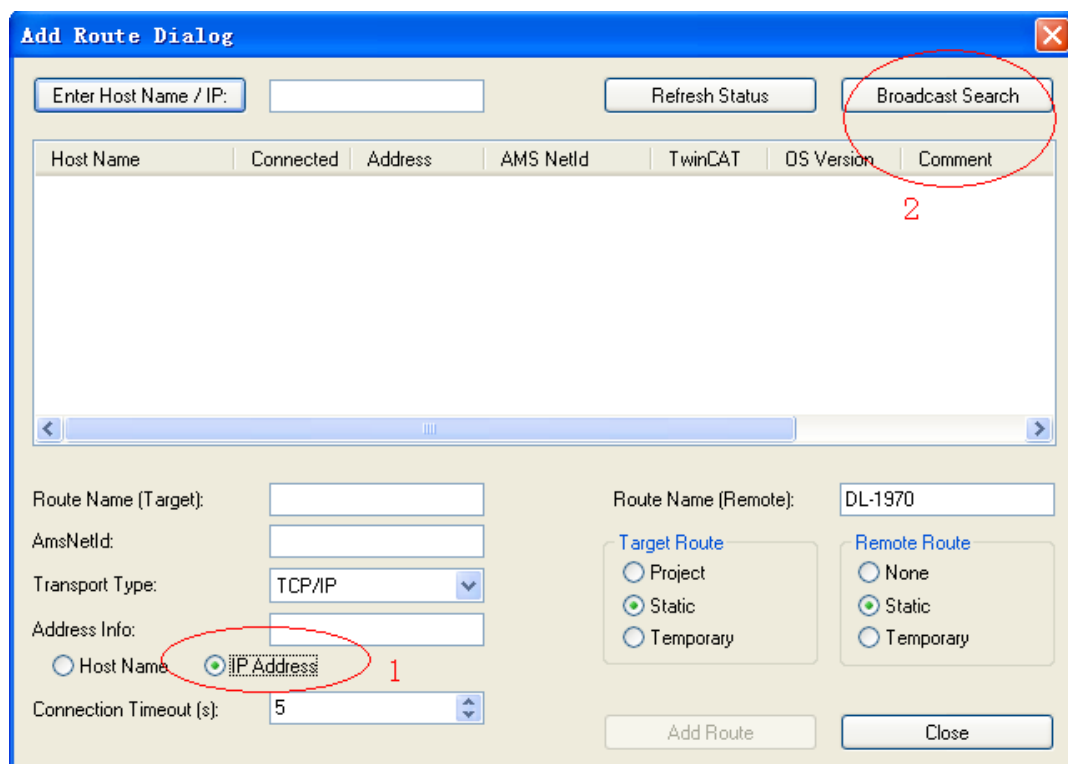 Add Route Dialog
Enter Host Name / IP:
Refresh Status
Broadcast Search
Host Name Connected Address AMS NetId TwinCAT OS Version Comment
2
Route Name (Target):
Route Name (Remote): DL-1970
AmsNetId:
Target Route
Remote Route
Transport Type: TCP/IP
Project
None
Static
Static
Address Info:
Temporary
Temporary
Host Name IP Address 1
Connection Timeout (s): 5
Add Route
Close